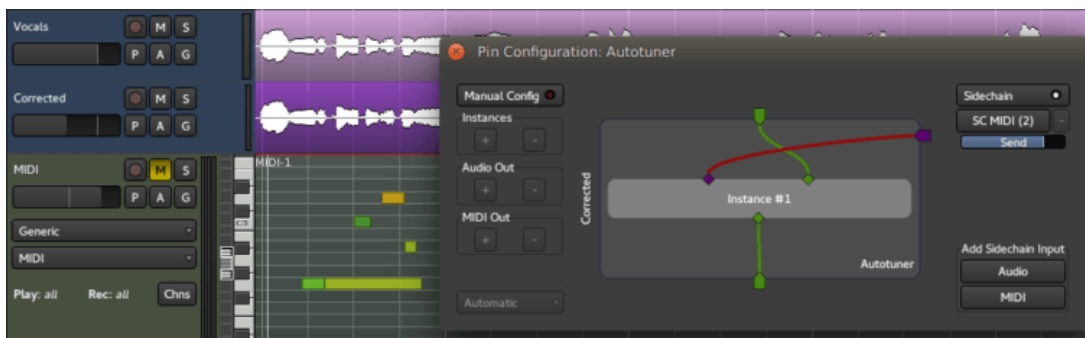 Vocals
M S
P A G
Corrected
M S
P A G
MIDI
M S
P A G
Generic
MIDI
Play: all Rec: all Chns
MIDI-1
C5
Pin Configuration: Autotuner
Manual Config
Instances
+ -
Audio Out
+ -
MIDI Out
+ -
Automatic
Corrected
Instance #1
Autotuner
Sidechain
SC MIDI (2) -
Send
Add Sidechain Input
Audio
MIDI